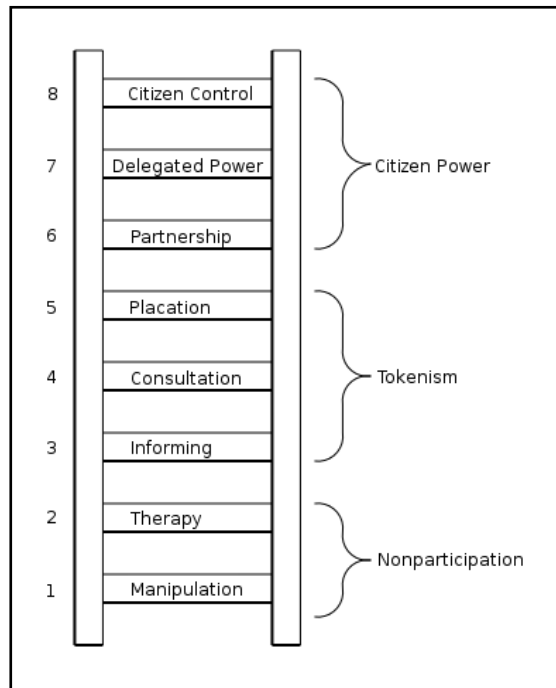 8 Citizen Control
7 Delegated Power
Citizen Power
6 Partnership
5 Placation
4 Consultation
Tokenism
3 Informing
2 Therapy
Nonparticipation
1 Manipulation